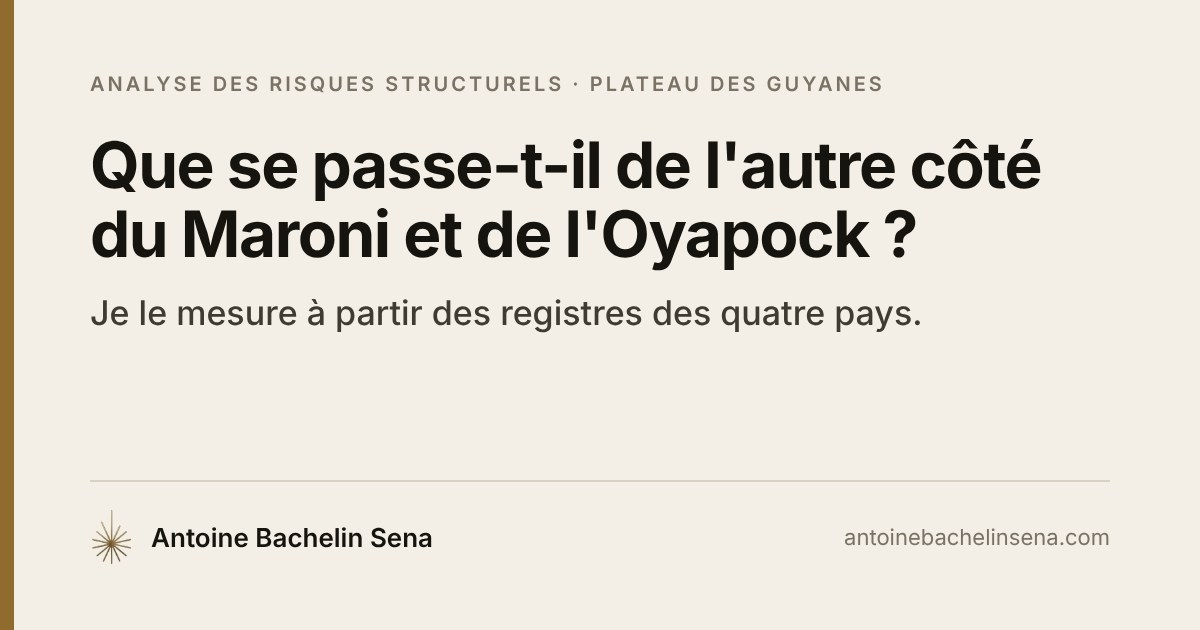 ANALYSE DES RISQUES STRUCTURELS · PLATEAU DES GUYANES
Que se passe-t-il de l'autre côté
du Maroni et de l'Oyapock ?
Je le mesure à partir des registres des quatre pays.
Antoine Bachelin Sena
antoinebachelinsena.com